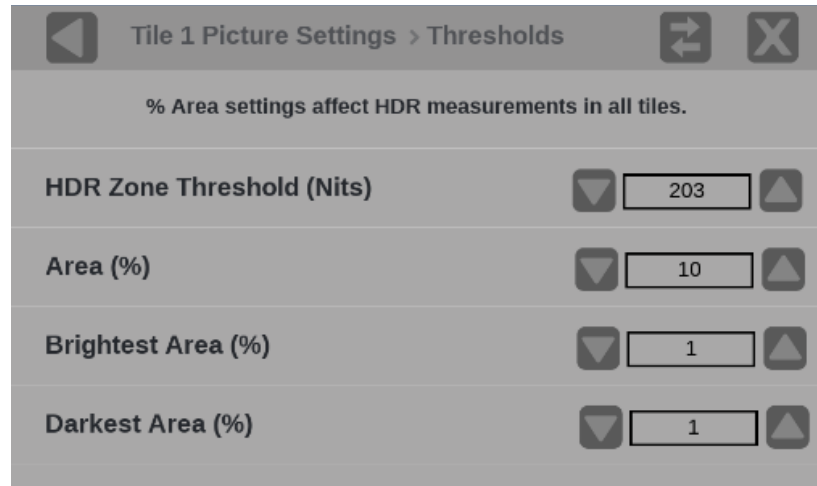 Tile 1 Picture Settings > Thresholds
% Area settings affect HDR measurements in all tiles.
HDR Zone Threshold (Nits) 203
Area (%) 10
Brightest Area (%) 1
Darkest Area (%) 1